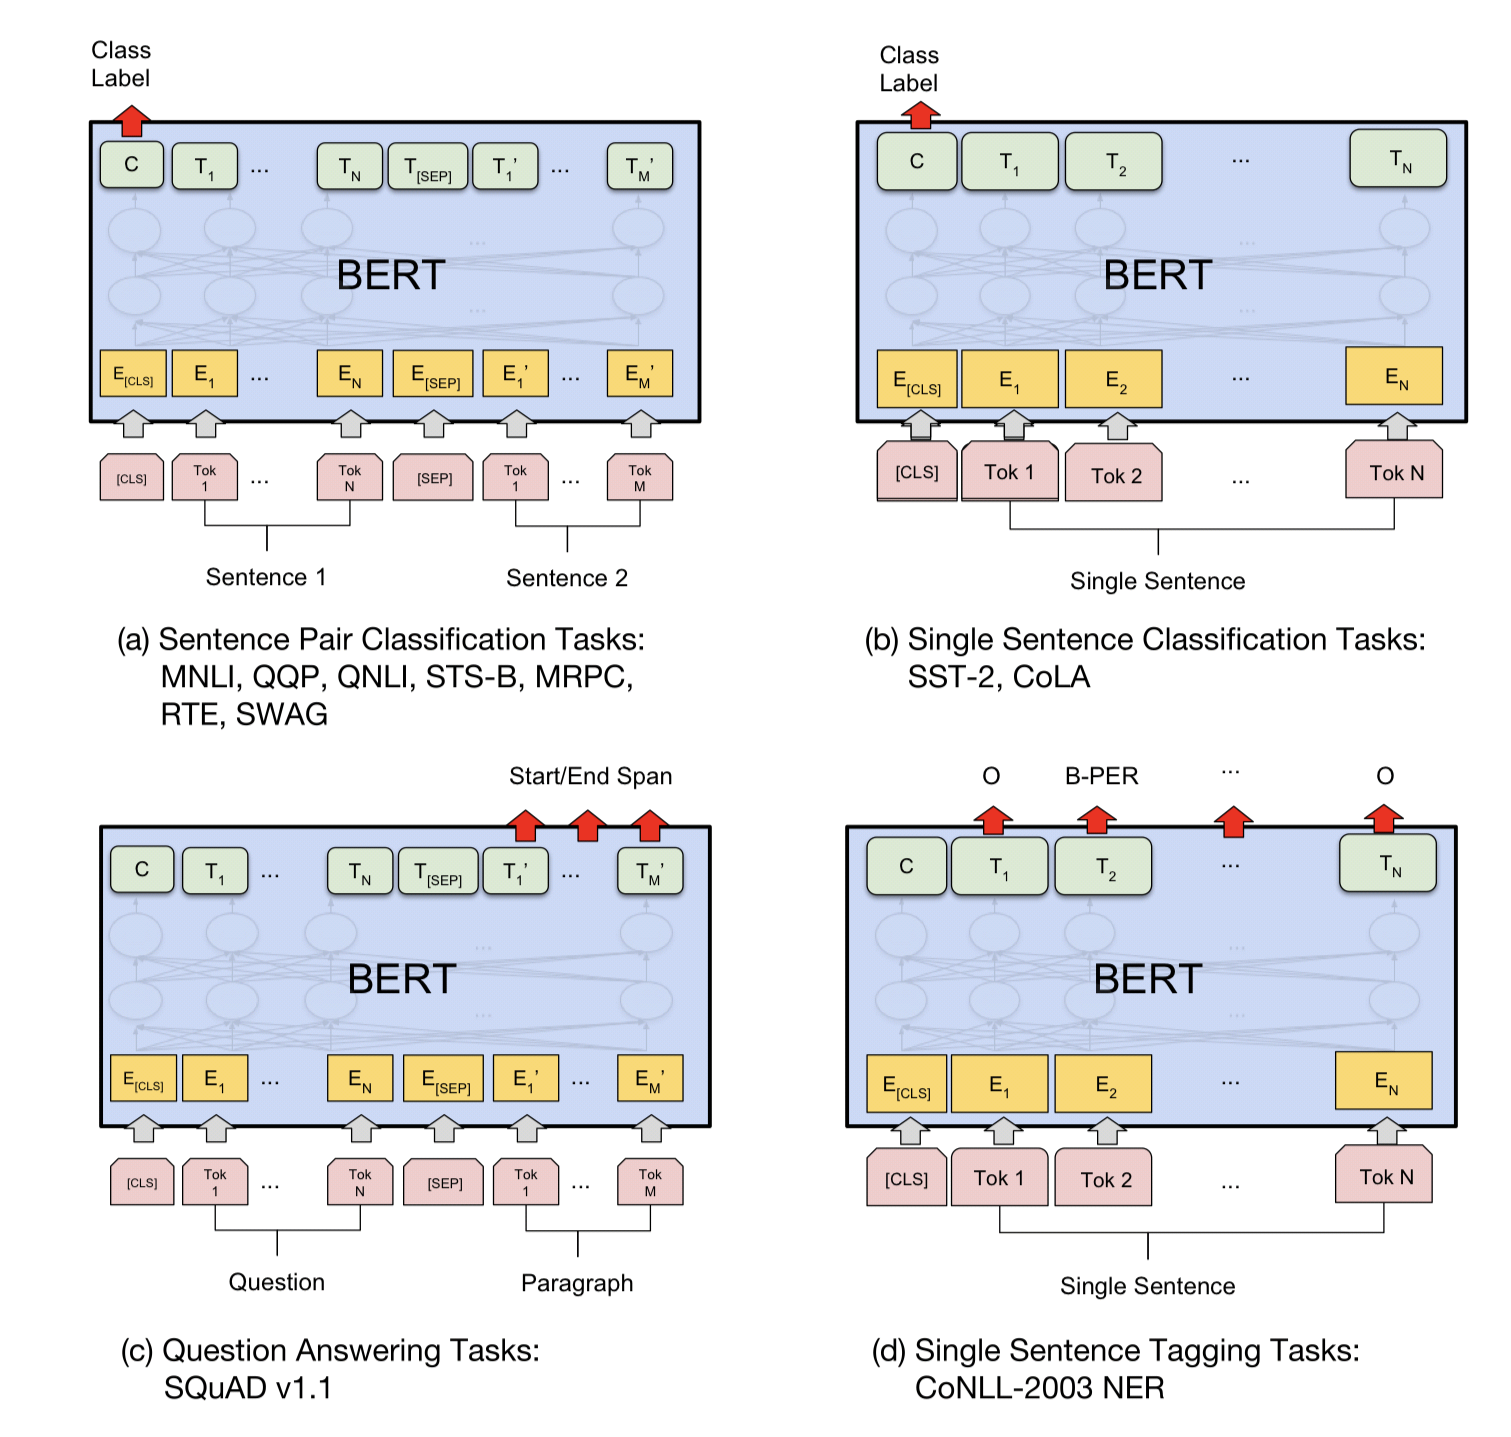 Class
Label
C T1 ... TN T[SEP] T1’ ... TM’
...
BERT
...
E[CLS] E1 ... EN E[SEP] E1’ ... EM’
[CLS] Tok 1 ... Tok N [SEP] Tok 1 ... Tok M
Sentence 1 Sentence 2
(a) Sentence Pair Classification Tasks:
MNLI, QQP, QNLI, STS-B, MRPC,
RTE, SWAG
Class
Label
C T1 T2 ... TN
...
BERT
...
E[CLS] E1 E2 ... EN
[CLS] Tok 1 Tok 2 ... Tok N
Single Sentence
(b) Single Sentence Classification Tasks:
SST-2, CoLA
Start/End Span
C T1 ... TN T[SEP] T1’ ... TM’
...
BERT
...
E[CLS] E1 ... EN E[SEP] E1’ ... EM’
[CLS] Tok 1 ... Tok N [SEP] Tok 1 ... Tok M
Question Paragraph
(c) Question Answering Tasks:
SQuAD v1.1
O B-PER ... O
C T1 T2 ... TN
...
BERT
...
E[CLS] E1 E2 ... EN
[CLS] Tok 1 Tok 2 ... Tok N
Single Sentence
(d) Single Sentence Tagging Tasks:
CoNLL-2003 NER